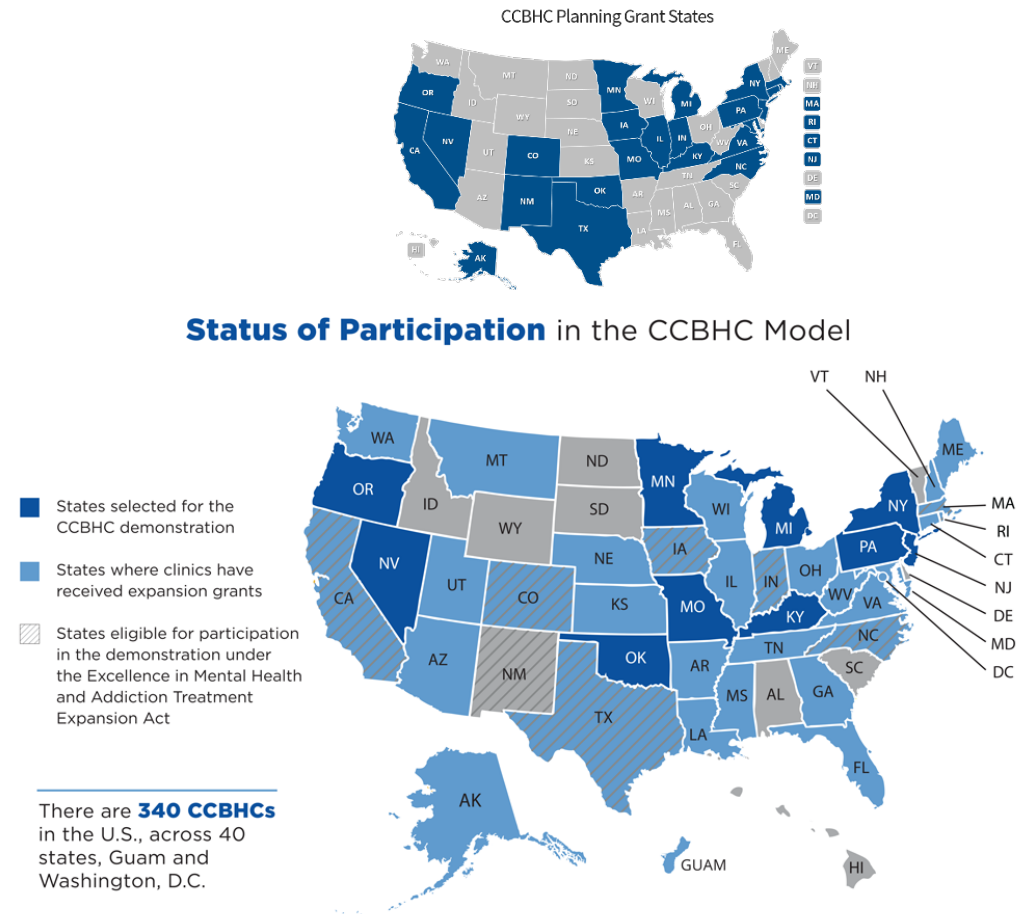 CCBHC Planning Grant States
WA
MT
ND
ME
VT
OR
ID
SD
MN
WI
MI
NY
NH
MA
WY
IA
PA
RI
NV
NE
IL
IN
OH
CT
CA
UT
CO
KS
MO
WV
VA
KY
NJ
NC
TN
DE
AZ
NM
OK
AR
SC
MD
MS
AL
GA
DC
TX
LA
FL
HI
AK
Status of Participation in the CCBHC Model
VT
NH
WA
MT
ND
ME
OR
ID
SD
MN
WI
MI
NY
MA
RI
CT
NJ
DE
MD
DC
WY
IA
PA
NV
NE
IL
IN
OH
UT
CO
CA
KS
MO
WV
VA
KY
NC
TN
AZ
NM
OK
AR
SC
MS
AL
GA
TX
LA
FL
AK
GUAM
HI
States selected for the
CCBHC demonstration
States where clinics have
received expansion grants
States eligible for participation
in the demonstration under
the Excellence in Mental Health
and Addiction Treatment
Expansion Act
There are 340 CCBHCs
in the U.S., across 40
states, Guam and
Washington, D.C.